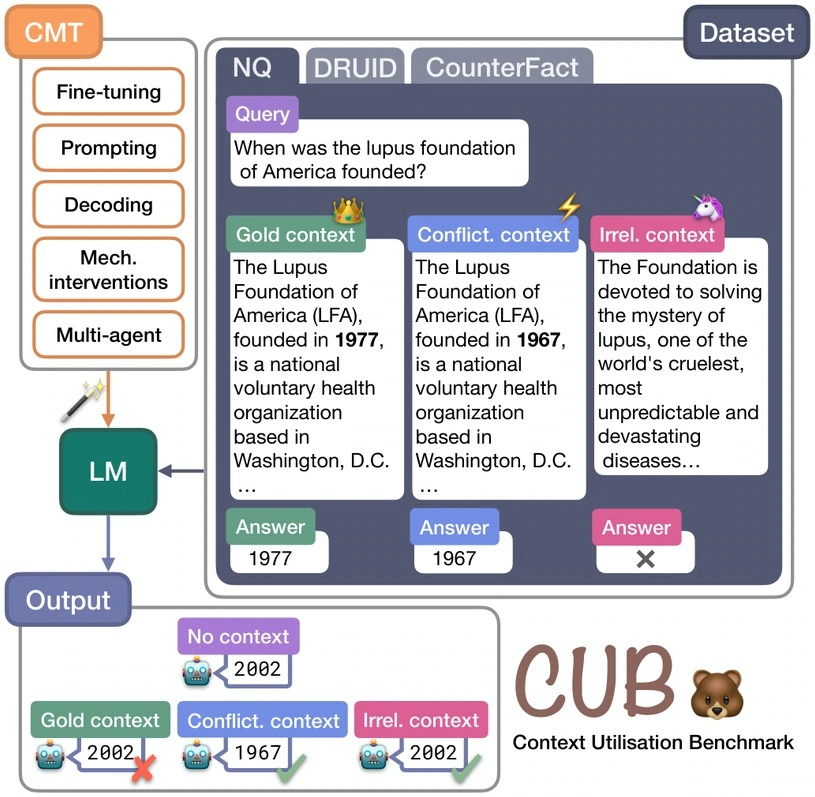 CMT
Fine-tuning
Prompting
Decoding
Mech.
interventions
Multi-agent
LM
Dataset
NQ
DRUID
CounterFact
Query
When was the lupus foundation
of America founded?
Gold context
The Lupus
Foundation of
America (LFA),
founded in 1977,
is a national
voluntary health
organization
based in
Washington, D.C.
...
Answer
1977
Conflict. context
The Lupus
Foundation of
America (LFA),
founded in 1967,
is a national
voluntary health
organization
based in
Washington, D.C.
...
Answer
1967
Irrel. context
The Foundation is
devoted to solving
the mystery of
lupus, one of the
world's cruelest,
most
unpredictable and
devastating
diseases...
Answer
Output
No context
2002
Gold context
2002
Conflict. context
1967
Irrel. context
2002
CUB
Context Utilisation Benchmark